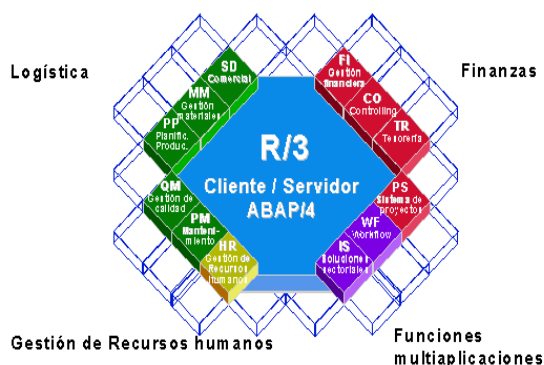 Logística
Finanzas
SD
Comercial
MM
Gestión
materiales
PP
Planific.
Produc.
FI
Gestión
financiera
CO
Controlling
TR
Tesorería
R/3
Cliente / Servidor
ABAP/4
QM
Gestión de
calidad
PM
Manteni-
miento
HR
Gestión de
Recursos
humanos
PS
Sistema de
proyectos
WF
Workflow
IS
Soluciones
sectoriales
Gestión de Recursos humanos
Funciones
multiaplicaciones